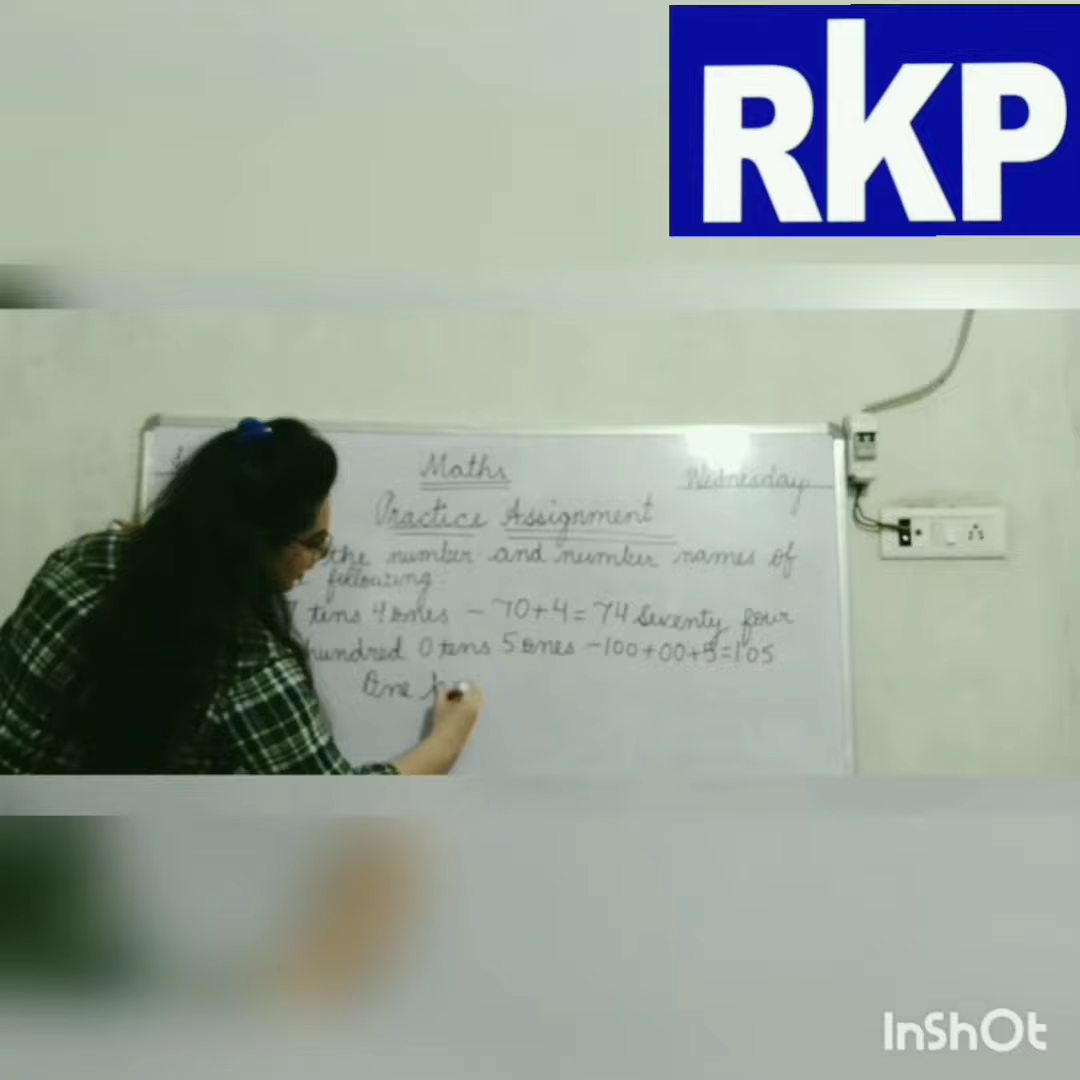 RKP
Maths
Wednesday
Practice Assignment
the number and number names of
following.
7 tens 4 ones - 70+4=74 Seventy four
hundred 0 tens 5 ones - 100+00+5=105
One
InShOt